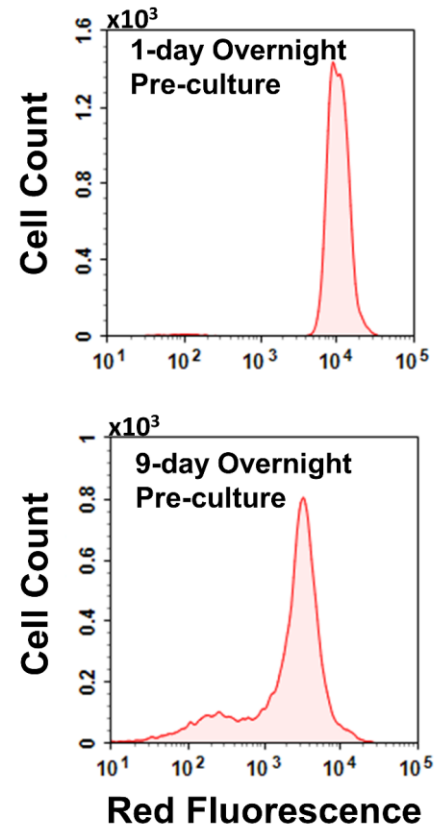 x10³
1.6
1-day Overnight
Pre-culture
1.2
0.8
0.4
0
Cell Count
10¹ 10² 10³ 10⁴ 10⁵
x10³
1
9-day Overnight
Pre-culture
0.8
0.6
0.4
0.2
0
Cell Count
10¹ 10² 10³ 10⁴ 10⁵
Red Fluorescence